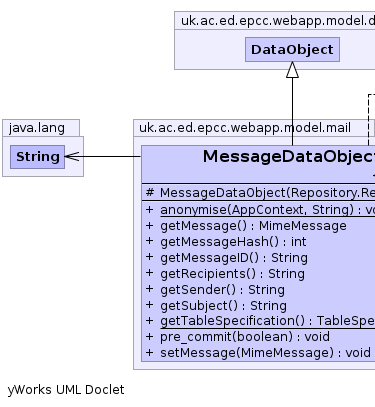 uk.ac.ed.epcc.webapp.model.d
DataObject
java.lang
String
uk.ac.ed.epcc.webapp.model.mail
MessageDataObject
# MessageDataObject(Repository.Re
+ anonymise(AppContext, String) : vo
+ getMessage() : MimeMessage
+ getMessageHash() : int
+ getMessageID() : String
+ getRecipients() : String
+ getSender() : String
+ getSubject() : String
+ getTableSpecification() : TableSpe
+ pre_commit(boolean) : void
+ setMessage(MimeMessage) : void
yWorks UML Doclet